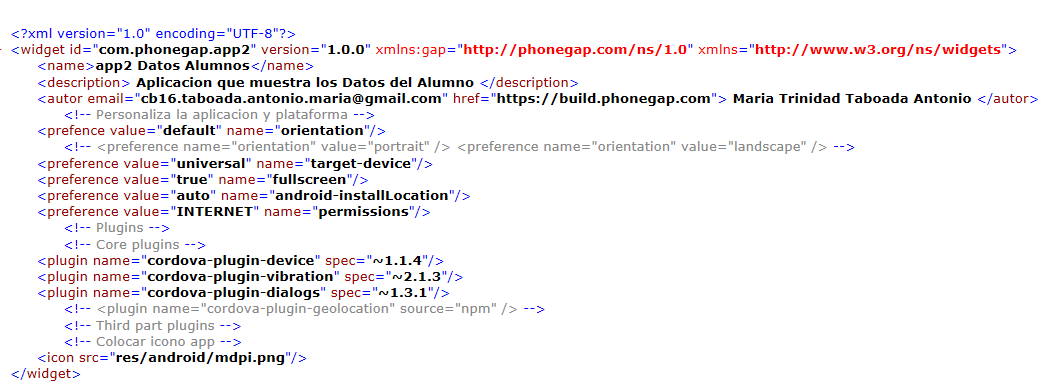 <?xml version="1.0" encoding="UTF-8"?>
- <widget id="com.phonegap.app2" version="1.0.0" xmlns:gap="http://phonegap.com/ns/1.0" xmlns="http://www.w3.org/ns/widgets">
<name>app2 Datos Alumnos</name>
<description> Aplicacion que muestra los Datos del Alumno </description>
<autor email="cb16.taboada.antonio.maria@gmail.com" href="https://build.phonegap.com"> Maria Trinidad Taboada Antonio </autor>
<!-- Personaliza la aplicacion y plataforma -->
<prefence value="default" name="orientation"/>
<!-- <preference name="orientation" value="portrait" /> <preference name="orientation" value="landscape" /> -->
<preference value="universal" name="target-device"/>
<preference value="true" name="fullscreen"/>
<preference value="auto" name="android-installLocation"/>
<preference value="INTERNET" name="permissions"/>
<!-- Plugins -->
<!-- Core plugins -->
<plugin name="cordova-plugin-device" spec="~1.1.4"/>
<plugin name="cordova-plugin-vibration" spec="~2.1.3"/>
<plugin name="cordova-plugin-dialogs" spec="~1.3.1"/>
<!-- <plugin name="cordova-plugin-geolocation" source="npm" /> -->
<!-- Third part plugins -->
<!-- Colocar icono app -->
<icon src="res/android/mdpi.png"/>
</widget>